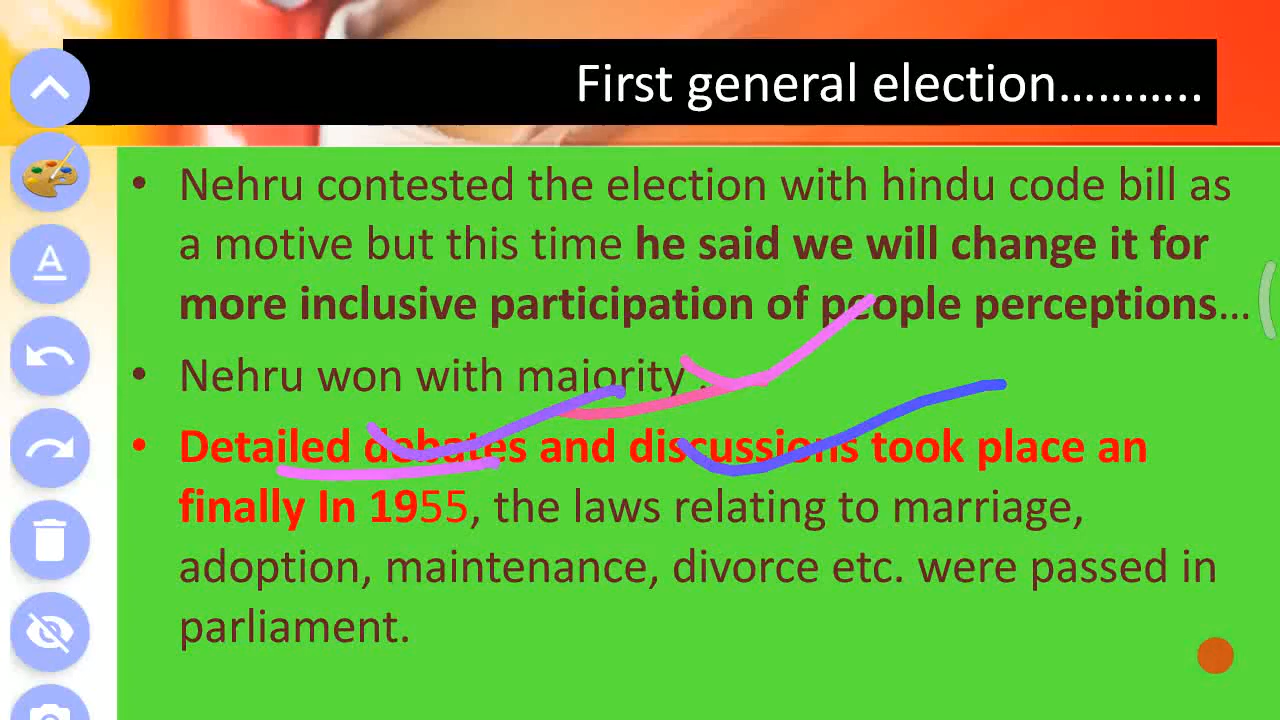 First general election………..
• Nehru contested the election with hindu code bill as
a motive but this time he said we will change it for
more inclusive participation of people perceptions…
• Nehru won with majority .
• Detailed debates and discussions took place an
finally In 1955, the laws relating to marriage,
adoption, maintenance, divorce etc. were passed in
parliament.